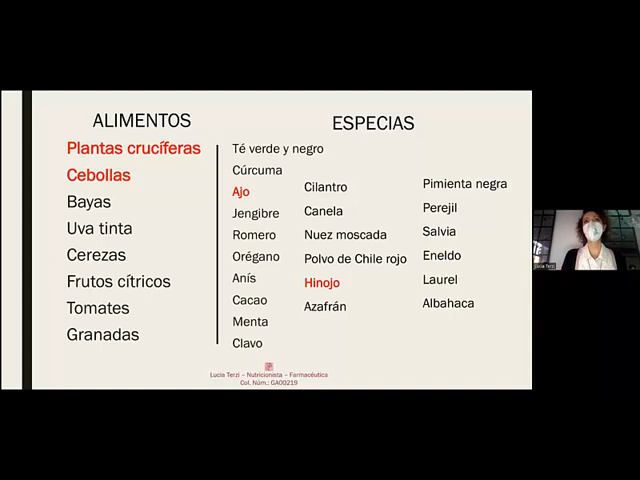 ALIMENTOS
Plantas crucíferas
Cebollas
Bayas
Uva tinta
Cerezas
Frutos cítricos
Tomates
Granadas
ESPECIAS
Té verde y negro
Cúrcuma
Ajo
Jengibre
Romero
Orégano
Anís
Cacao
Menta
Clavo
Cilantro
Canela
Nuez moscada
Polvo de Chile rojo
Hinojo
Azafrán
Pimienta negra
Perejil
Salvia
Eneldo
Laurel
Albahaca
Lucia Terzi – Nutricionista – Farmacéutica
Col. Núm.: GA00219
Lucia Terzi